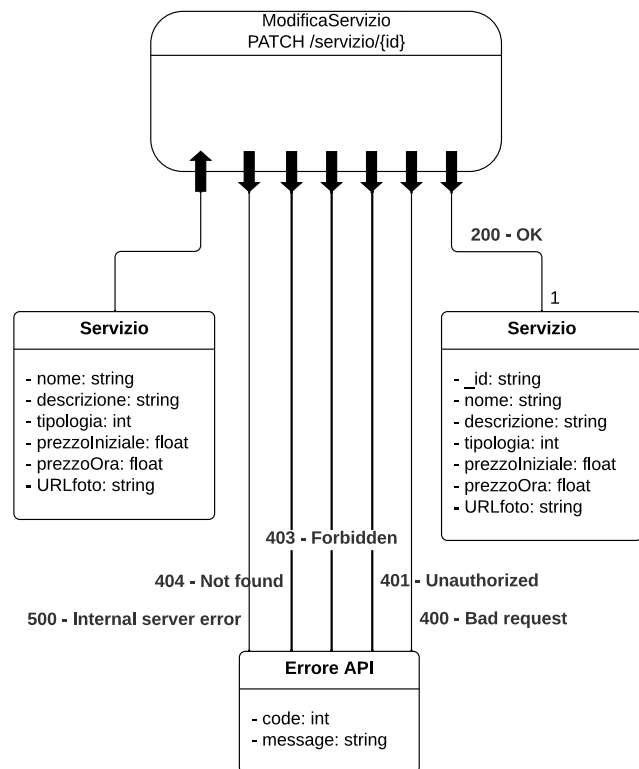 ModificaServizio
PATCH /servizio/{id}
200 - OK
1
Servizio
- nome: string
- descrizione: string
- tipologia: int
- prezzoIniziale: float
- prezzoOra: float
- URLfoto: string
Servizio
- _id: string
- nome: string
- descrizione: string
- tipologia: int
- prezzoIniziale: float
- prezzoOra: float
- URLfoto: string
403 - Forbidden
404 - Not found
401 - Unauthorized
500 - Internal server error
400 - Bad request
Errore API
- code: int
- message: string